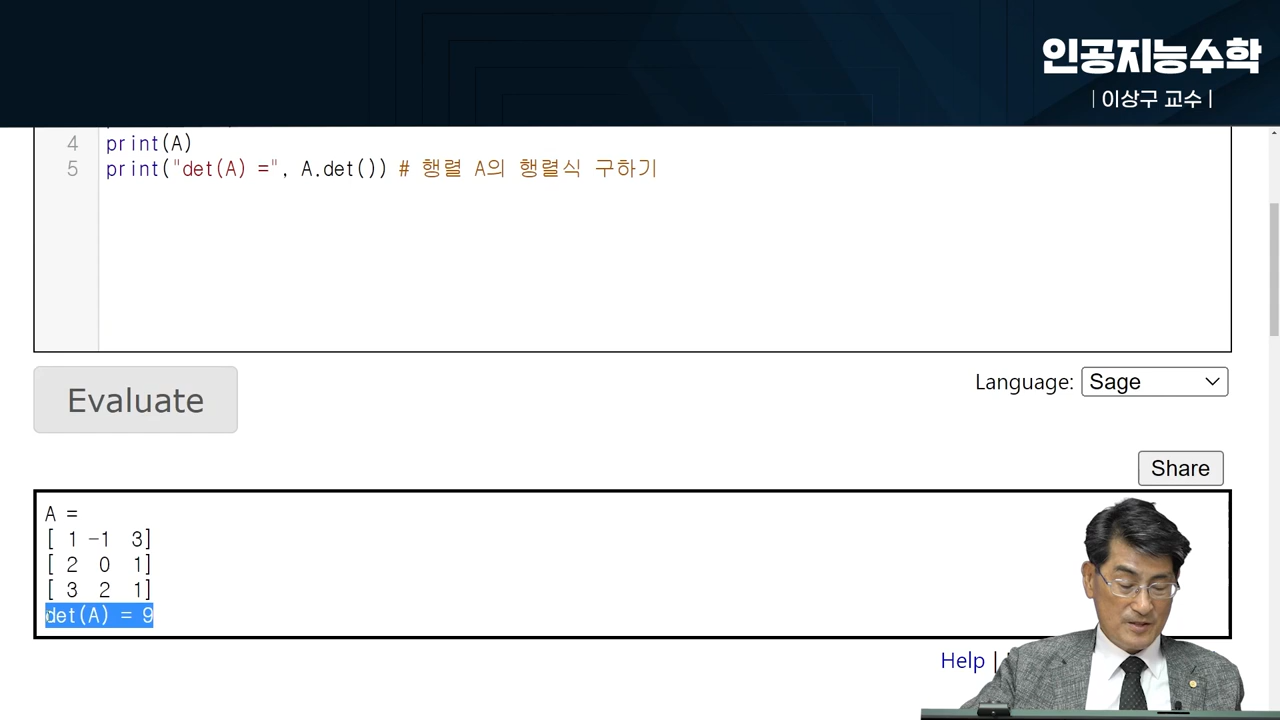 인공지능수학
| 이상구 교수 |
4 print(A)
5 print("det(A) =", A.det()) # 행렬 A의 행렬식 구하기
Evaluate
Language: Sage
Share
A =
[ 1 -1 3]
[ 2 0 1]
[ 3 2 1]
det(A) = 9
Help |